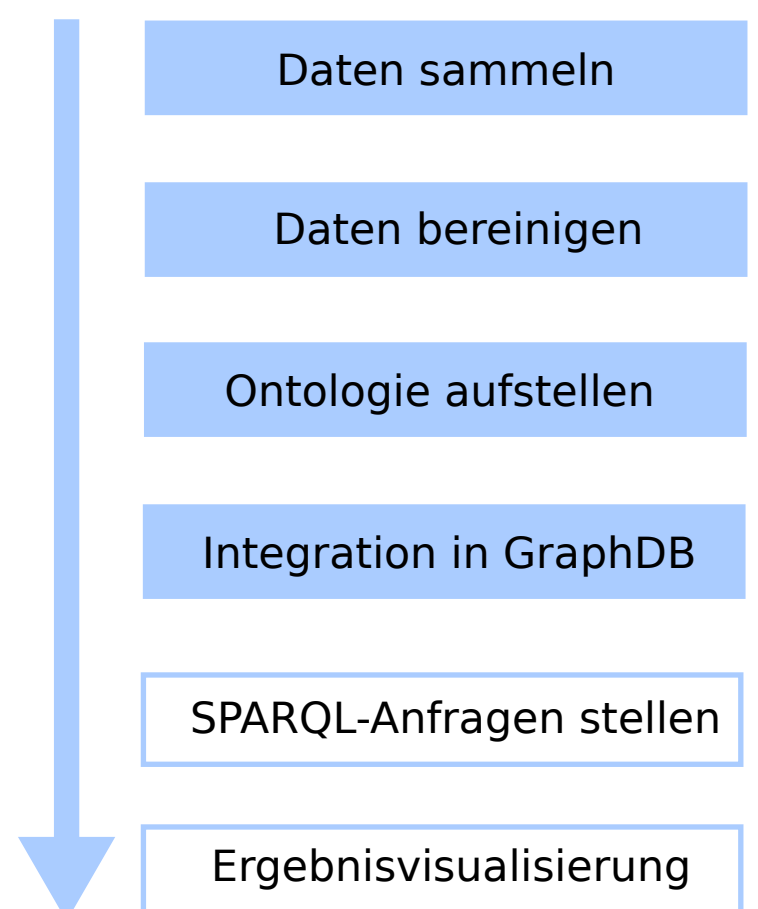 Daten sammeln
Daten bereinigen
Ontologie aufstellen
Integration in GraphDB
SPARQL-Anfragen stellen
Ergebnisvisualisierung